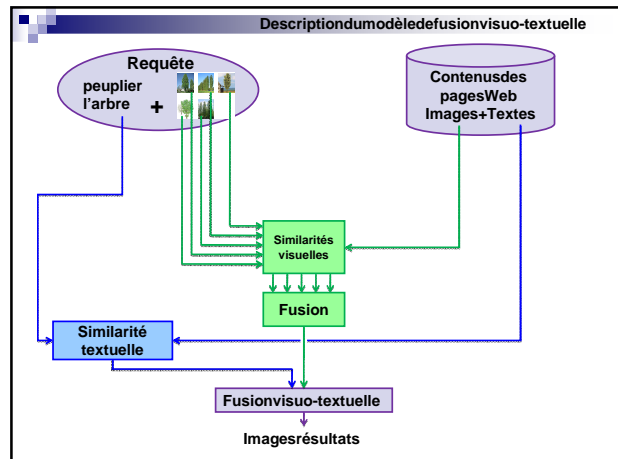 Descriptiondumodèledefusionvisuo-textuelle
Requête
peuplier
l'arbre
+
Contenusdes
pagesWeb
Images+Textes
Similarités
visuelles
Fusion
Similarité
textuelle
Fusionvisuo-textuelle
Imagesrésultats